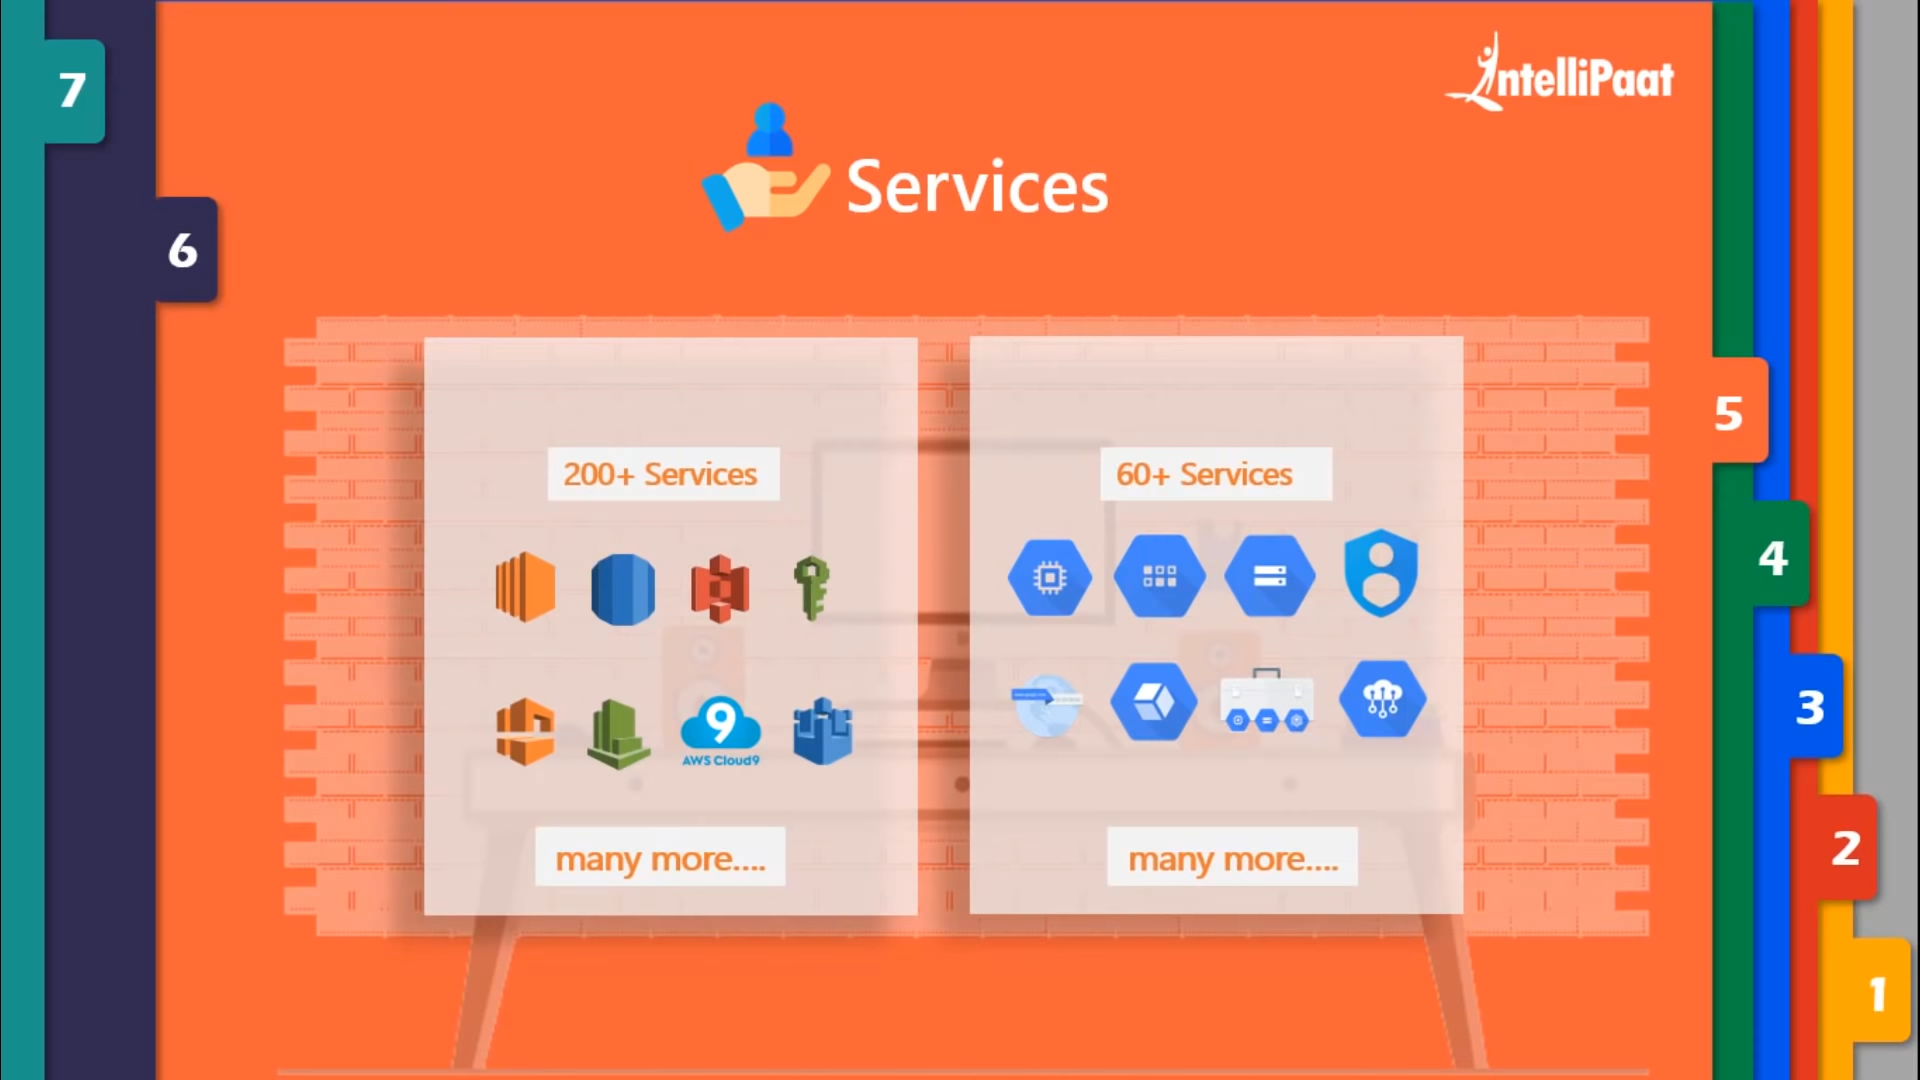 7
IntelliPaat
Services
6
200+ Services
60+ Services
5
4
9
AWS Cloud9
3
many more....
many more....
2
1